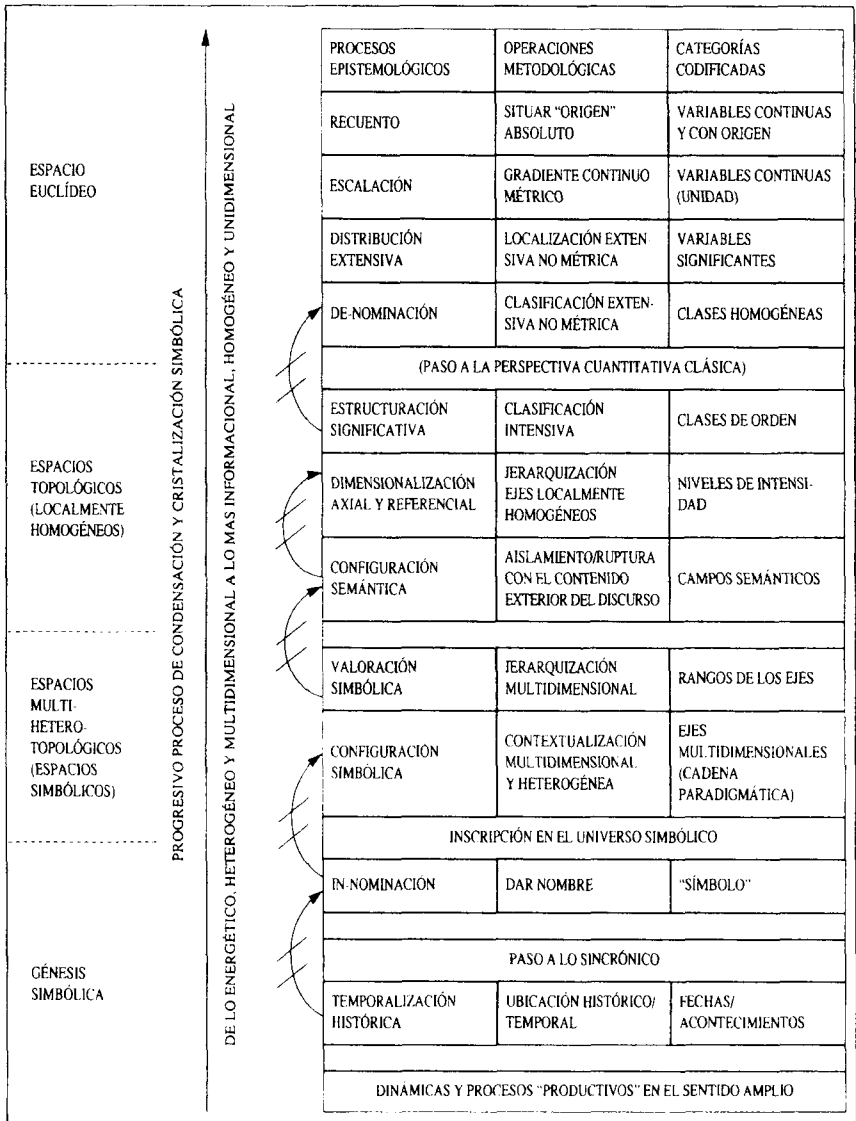 PROCESOS
EPISTEMOLÓGICOS
OPERACIONES
METODOLÓGICAS
CATEGORÍAS
CODIFICADAS
RECUENTO
SITUAR "ORIGEN"
ABSOLUTO
VARIABLES CONTINUAS
Y CON ORIGEN
ESPACIO
EUCLÍDEO
ESCALACIÓN
GRADIENTE CONTINUO
MÉTRICO
VARIABLES CONTINUAS
(UNIDAD)
DISTRIBUCIÓN
EXTENSIVA
LOCALIZACIÓN EXTEN-
SIVA NO MÉTRICA
VARIABLES
SIGNIFICANTES
DE-NOMINACIÓN
CLASIFICACIÓN EXTEN-
SIVA NO MÉTRICA
CLASES HOMOGÉNEAS
(PASO A LA PERSPECTIVA CUANTITATIVA CLÁSICA)
ESTRUCTURACIÓN
SIGNIFICATIVA
CLASIFICACIÓN
INTENSIVA
CLASES DE ORDEN
ESPACIOS
TOPOLÓGICOS
(LOCALMENTE
HOMOGÉNEOS)
DIMENSIONALIZACIÓN
AXIAL Y REFERENCIAL
JERARQUIZACIÓN
EJES LOCALMENTE
HOMOGÉNEOS
NIVELES DE INTENSI-
DAD
CONFIGURACIÓN
SEMÁNTICA
AISLAMIENTO/RUPTURA
CON EL CONTENIDO
EXTERIOR DEL DISCURSO
CAMPOS SEMÁNTICOS
VALORACIÓN
SIMBÓLICA
JERARQUIZACIÓN
MULTIDIMENSIONAL
RANGOS DE LOS EJES
ESPACIOS
MULTI-
HETERO-
TOPOLÓGICOS
(ESPACIOS
SIMBÓLICOS)
CONFIGURACIÓN
SIMBÓLICA
CONTEXTUALIZACIÓN
MULTIDIMENSIONAL
Y HETEROGÉNEA
EJES
MULTIDIMENSIONALES
(CADENA
PARADIGMÁTICA)
INSCRIPCIÓN EN EL UNIVERSO SIMBÓLICO
IN-NOMINACIÓN
DAR NOMBRE
"SÍMBOLO"
PASO A LO SINCRÓNICO
GÉNESIS
SIMBÓLICA
TEMPORALIZACIÓN
HISTÓRICA
UBICACIÓN HISTÓRICO/
TEMPORAL
FECHAS/
ACONTECIMIENTOS
DINÁMICAS Y PROCESOS "PRODUCTIVOS" EN EL SENTIDO AMPLIO
PROGRESIVO PROCESO DE CONDENSACIÓN Y CRISTALIZACIÓN SIMBÓLICA
DE LO ENERGÉTICO, HETEROGÉNEO Y MULTIDIMENSIONAL A LO MAS INFORMACIONAL, HOMOGÉNEO Y UNIDIMENSIONAL